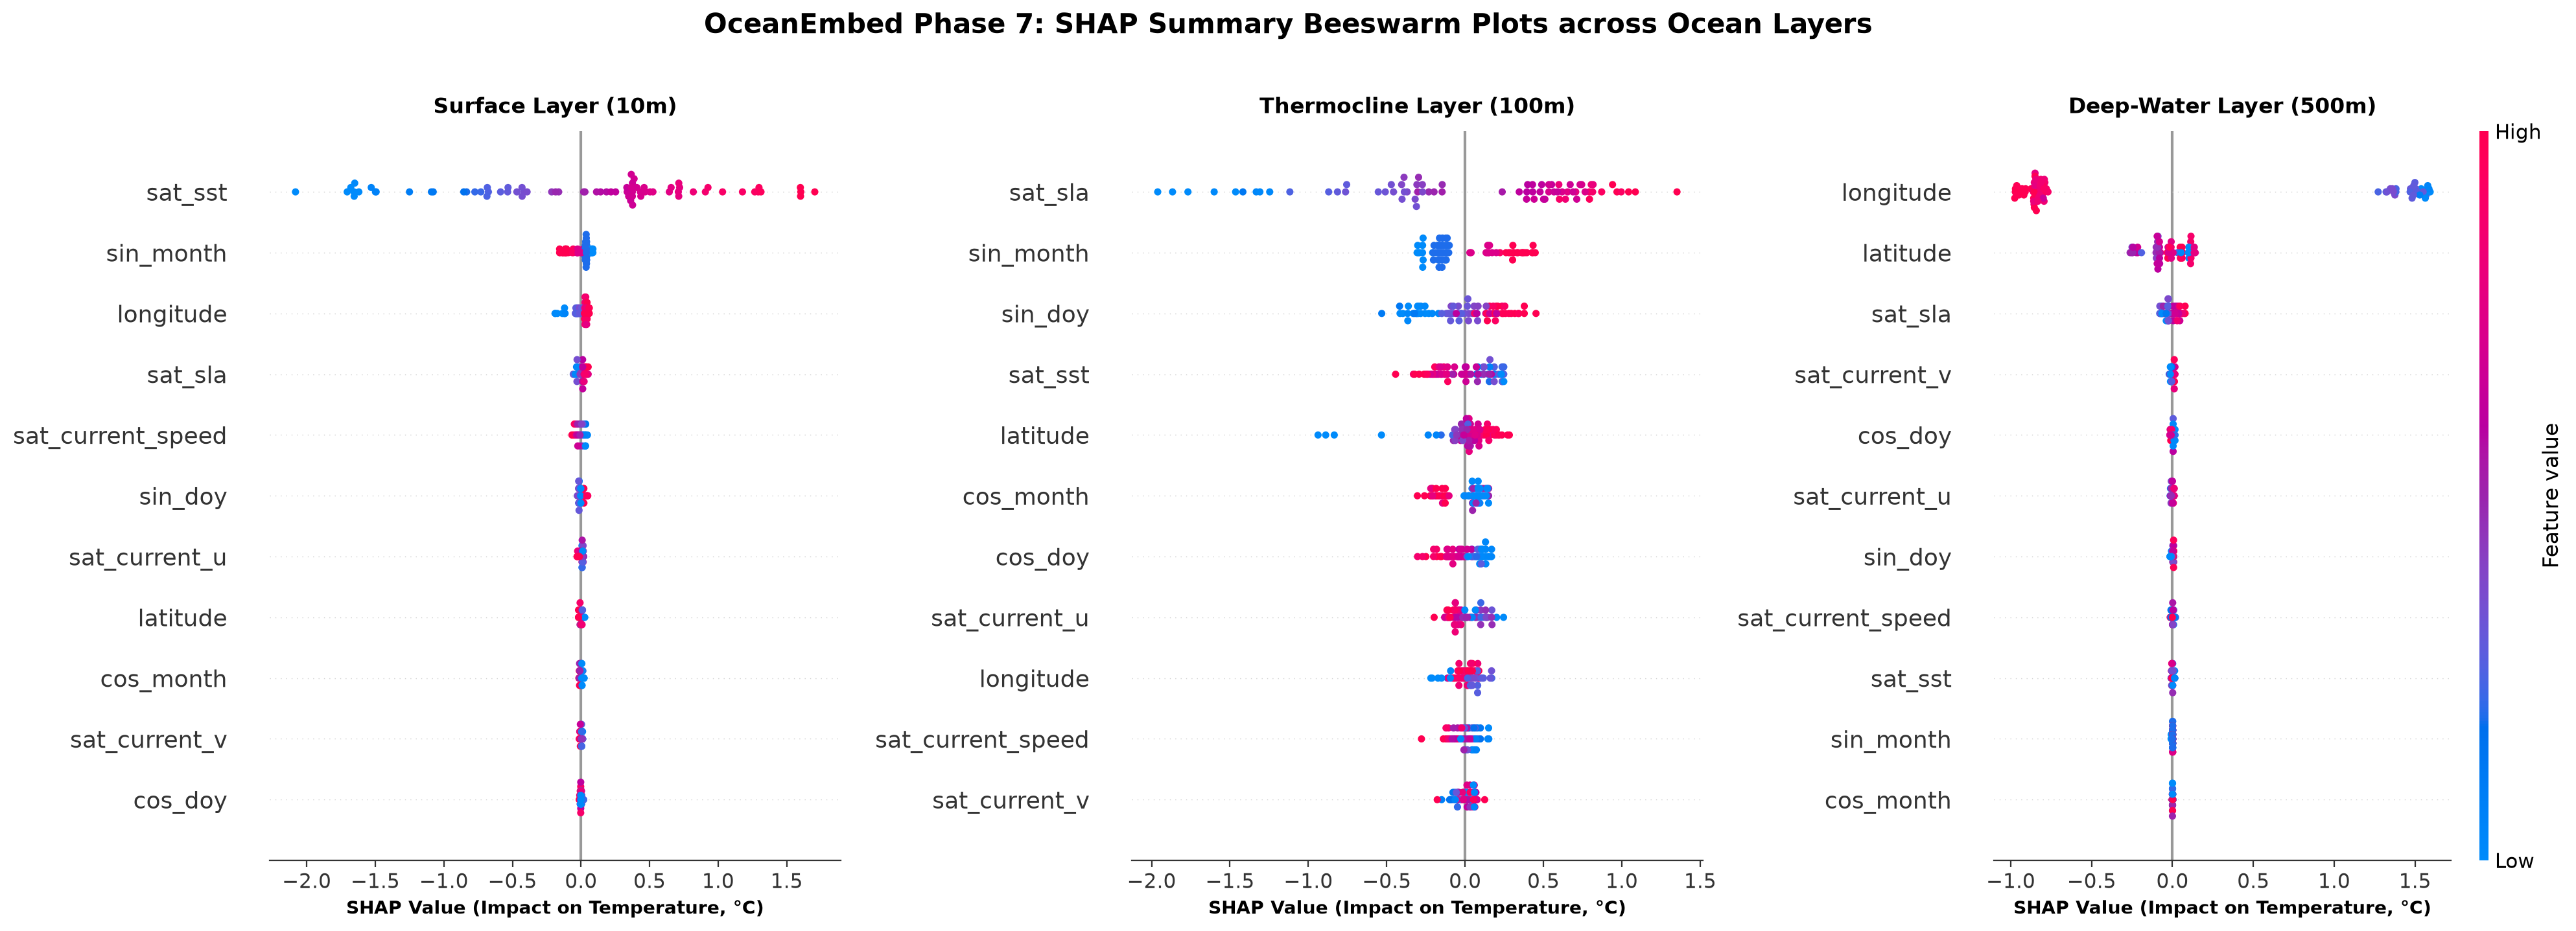 OceanEmbed Phase 7: SHAP Summary Beeswarm Plots across Ocean Layers
Surface Layer (10m)
sat_sst
sin_month
longitude
sat_sla
sat_current_speed
sin_doy
sat_current_u
latitude
cos_month
sat_current_v
cos_doy
−2.0 −1.5 −1.0 −0.5 0.0 0.5 1.0 1.5
SHAP Value (Impact on Temperature, °C)
Thermocline Layer (100m)
sat_sla
sin_month
sin_doy
sat_sst
latitude
cos_month
cos_doy
sat_current_u
longitude
sat_current_speed
sat_current_v
−2.0 −1.5 −1.0 −0.5 0.0 0.5 1.0 1.5
SHAP Value (Impact on Temperature, °C)
Deep-Water Layer (500m)
longitude
latitude
sat_sla
sat_current_v
cos_doy
sat_current_u
sin_doy
sat_current_speed
sat_sst
sin_month
cos_month
−1.0 −0.5 0.0 0.5 1.0 1.5
SHAP Value (Impact on Temperature, °C)
High
Feature value
Low